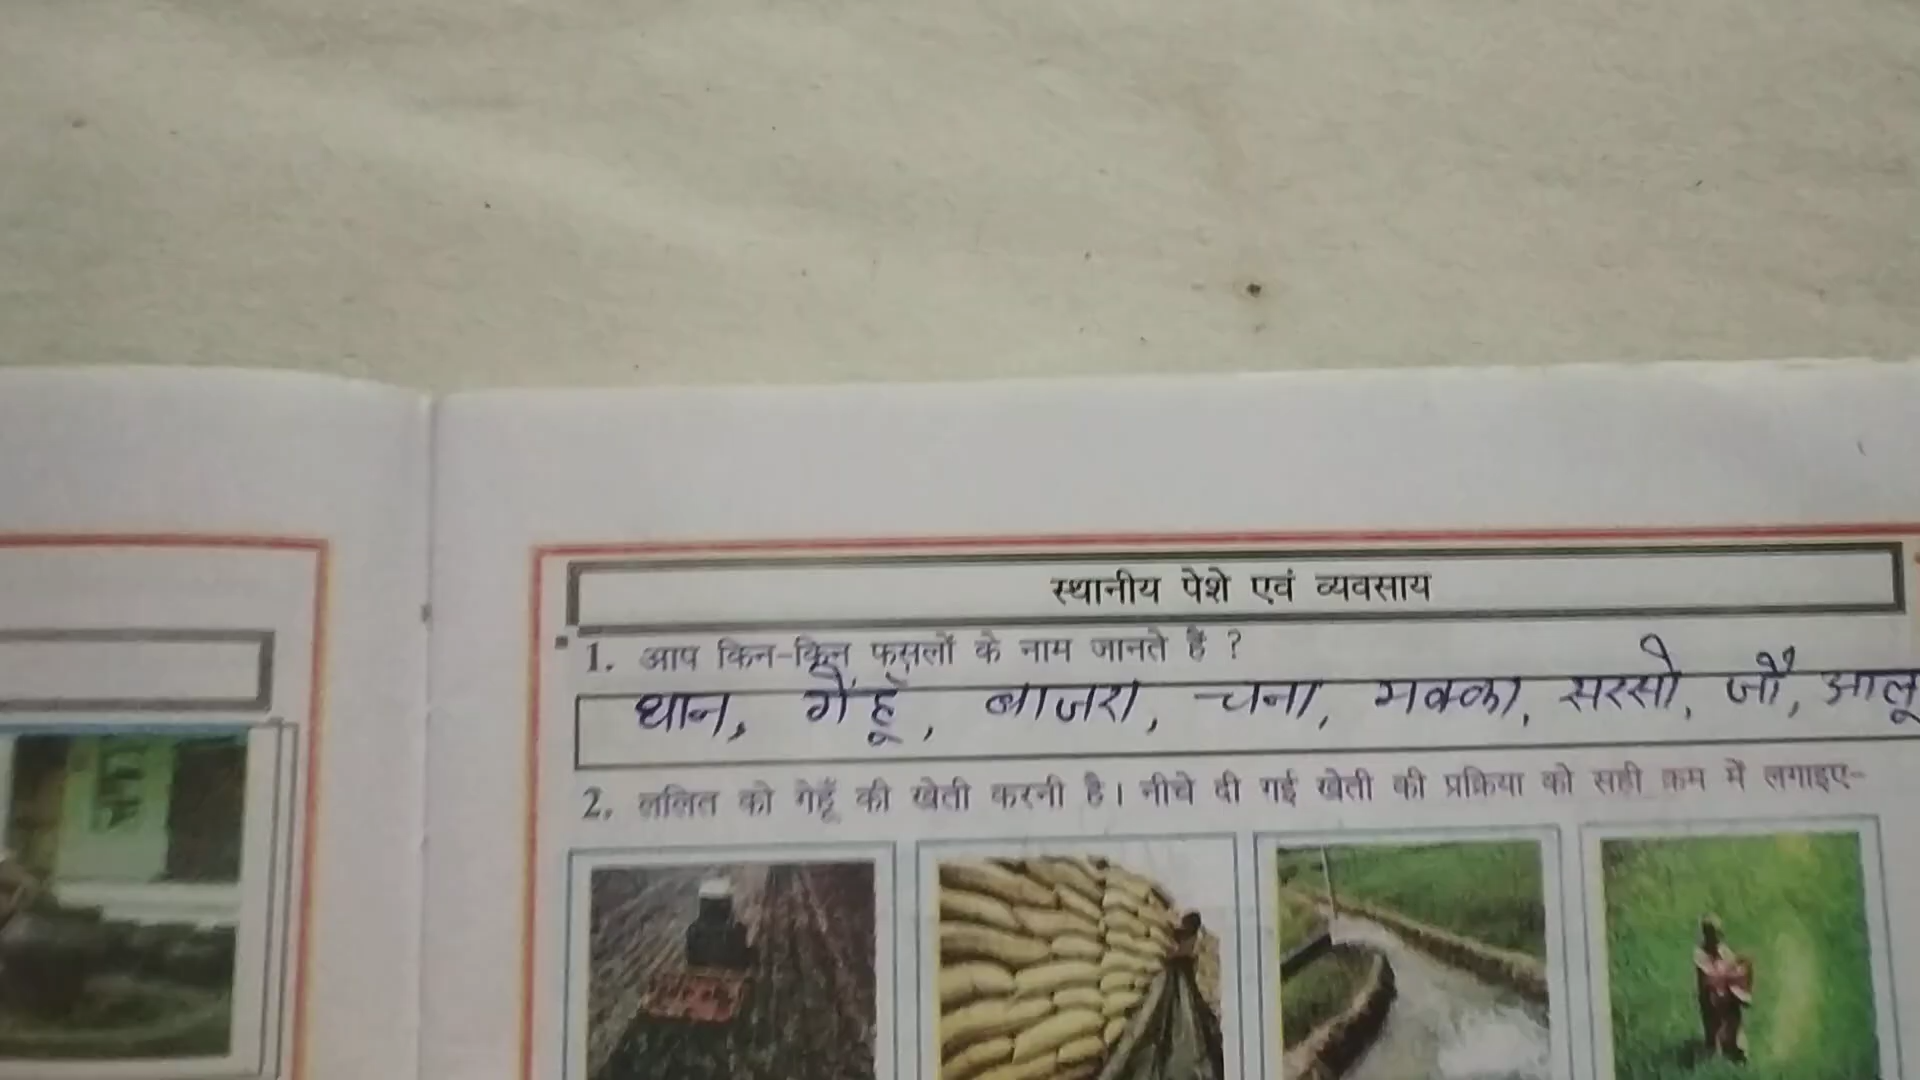 स्थानीय पेशे एवं व्यवसाय
1. आप किन-किन फसलों के नाम जानते हैं ?
धान, गेंहूँ, बाजरा, चना, मक्का, सरसो, जौ, आलू
2. ललित को गेहूँ की खेती करनी है। नीचे दी गई खेती की प्रक्रिया को सही क्रम में लगाइए-